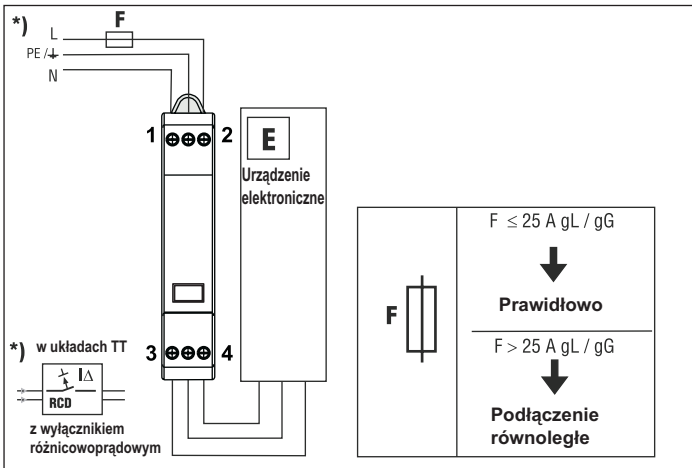 *)
L
F
PE /⏚
N
1
2
E
Urządzenie
elektroniczne
3
4
*) w układach TT
I∆
RCD
z wyłącznikiem
różnicowoprądowym
F
F ≤ 25 A gL / gG
Prawidłowo
F > 25 A gL / gG
Podłączenie
równoległe